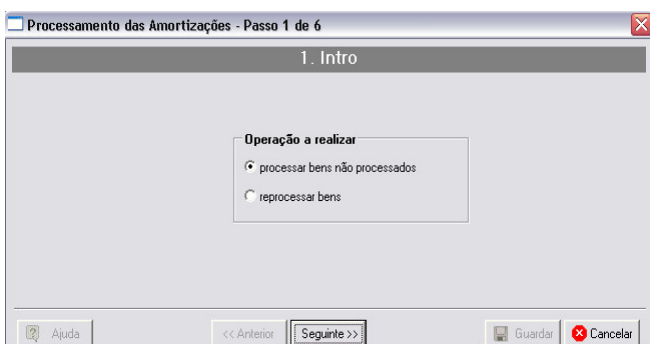 Processamento das Amortizações - Passo 1 de 6
1. Intro
Operação a realizar
processar bens não processados
reprocessar bens
Ajuda
<< Anterior
Seguinte >>
Guardar
Cancelar